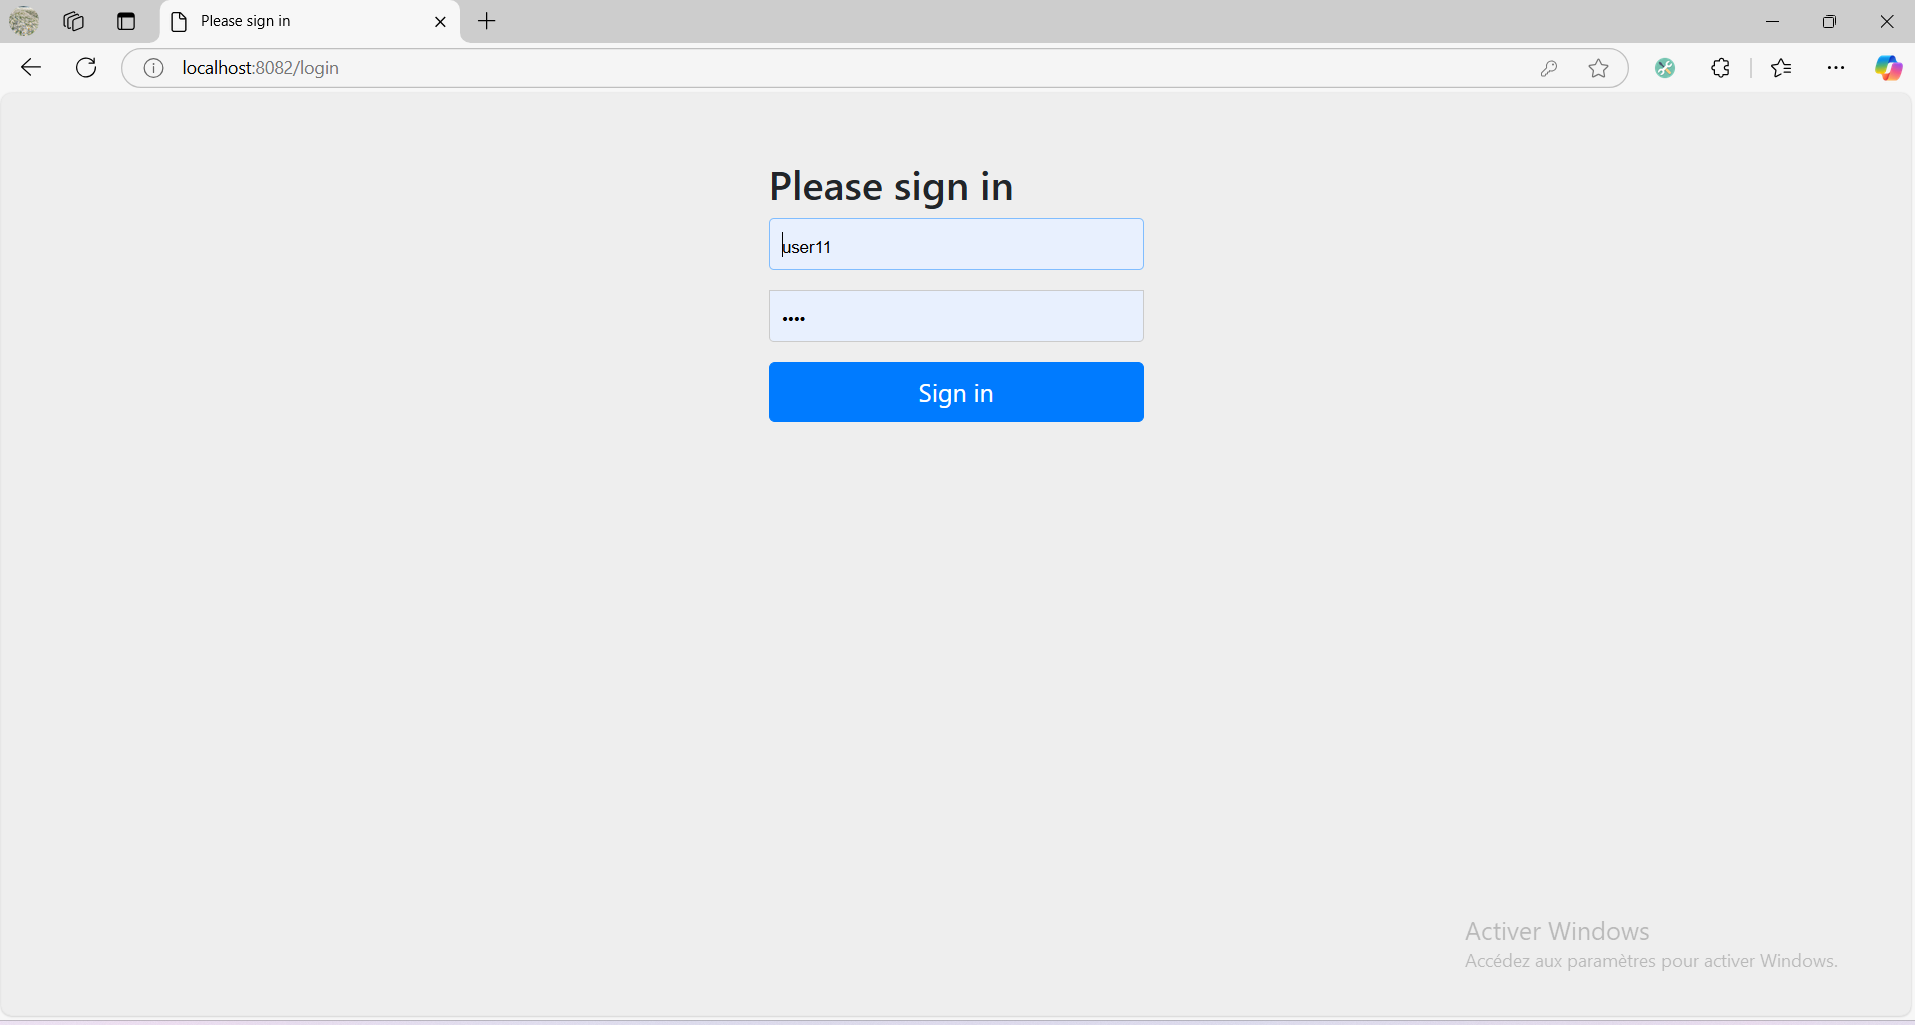 Please sign in
localhost:8082/login
Please sign in
user11
••••
Sign in
Activer Windows
Accédez aux paramètres pour activer Windows.